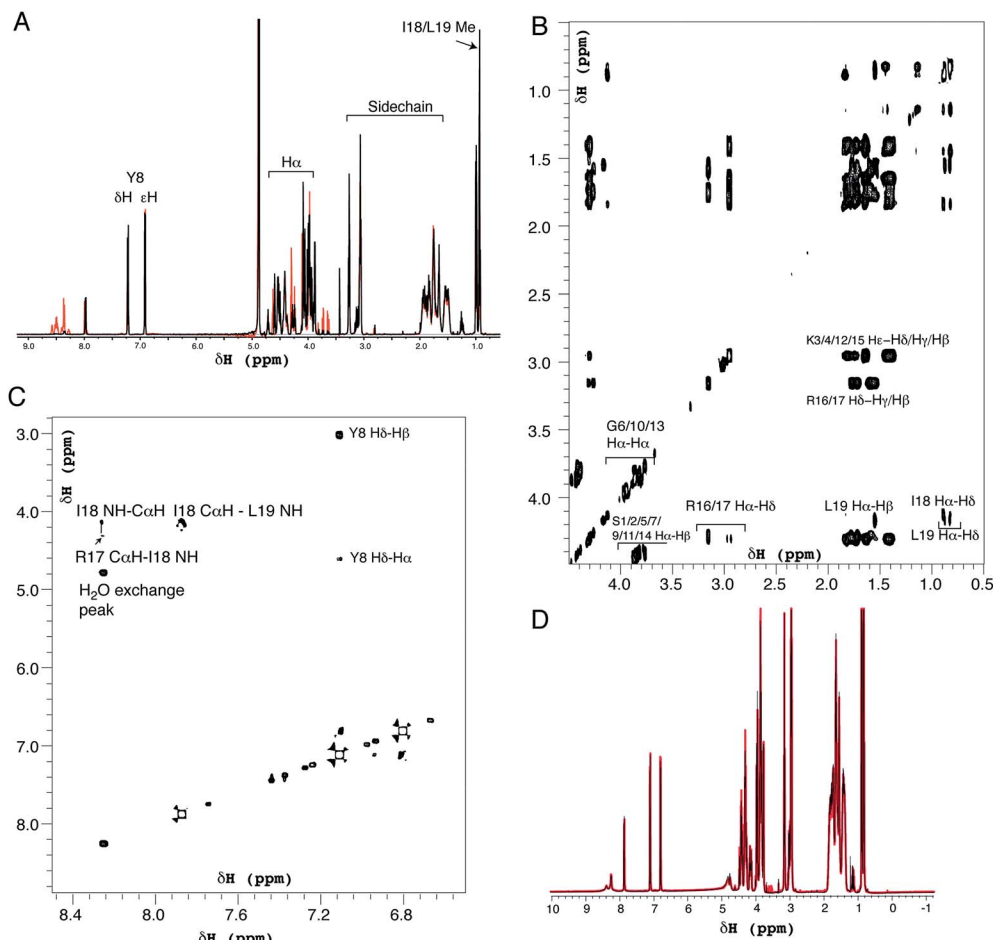 A
I18/L19 Me
Sidechain
Hα
Y8
δH εH
9.0 8.0 7.0 6.0 5.0 4.0 3.0 2.0 1.0
δH (ppm)
B
δH (ppm)
1.0
1.5
2.0
2.5
3.0
3.5
4.0
K3/4/12/15 Hε–Hδ/Hγ/Hβ
R16/17 Hδ–Hγ/Hβ
G6/10/13
Hα-Hα
R16/17 Hα-Hδ
L19 Hα-Hβ
I18 Hα-Hδ
S1/2/5/7/
9/11/14 Hα-Hβ
L19 Hα-Hδ
δH (ppm)
4.0 3.5 3.0 2.5 2.0 1.5 1.0 0.5
C
δH (ppm)
3.0
4.0
5.0
6.0
7.0
8.0
Y8 Hδ-Hβ
I18 NH-CαH I18 CαH - L19 NH
R17 CαH-I18 NH
Y8 Hδ-Hα
H2O exchange
peak
δH (ppm)
8.4 8.0 7.6 7.2 6.8
δH (ppm)
D
10 9 8 7 6 5 4 3 2 1 0 -1
δH (ppm)